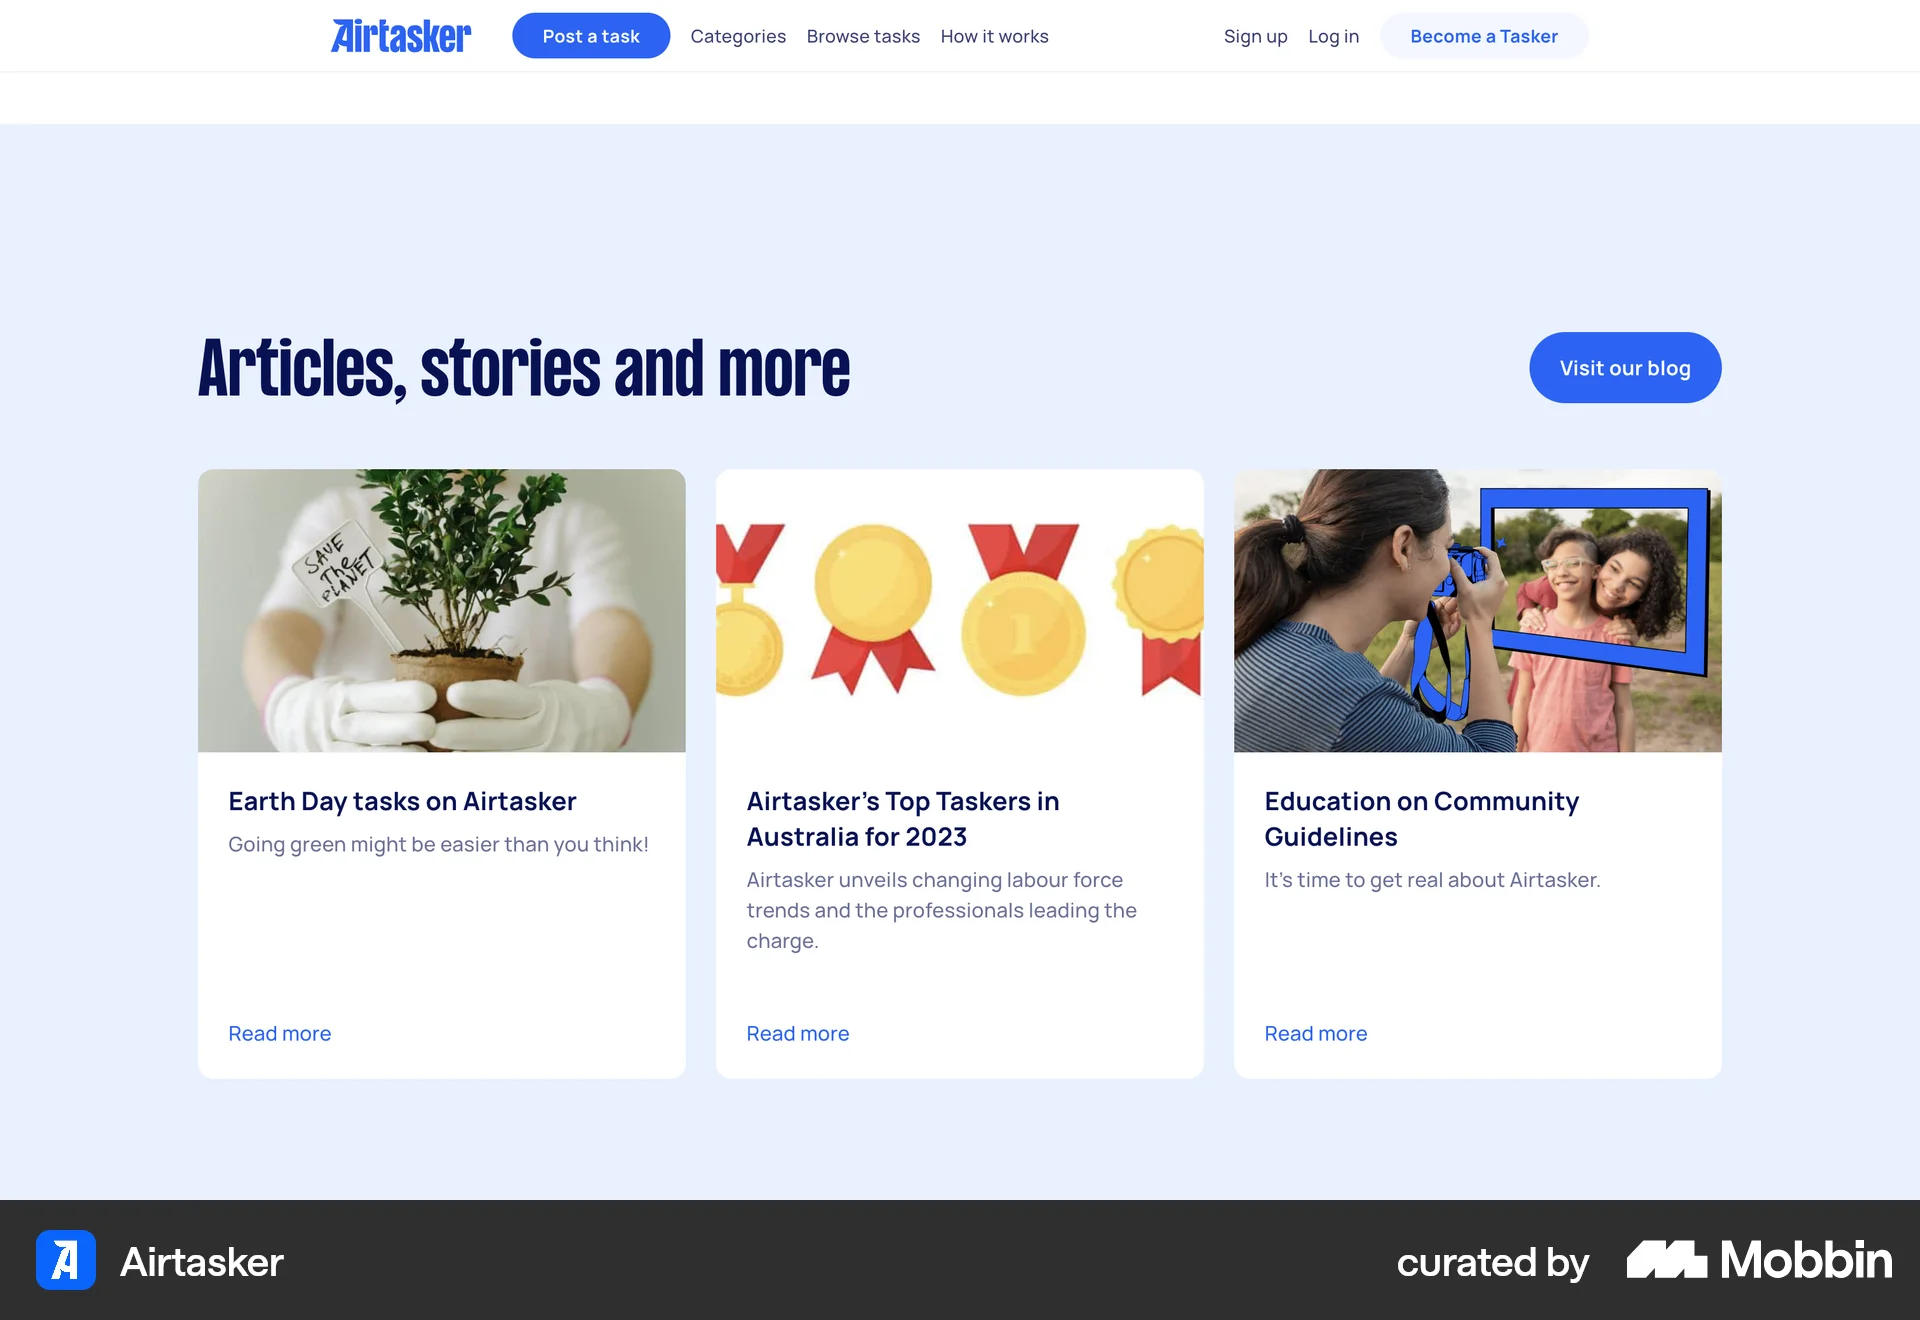 Airtasker
Post a task
Categories
Browse tasks
How it works
Sign up
Log in
Become a Tasker
Articles, stories and more
Visit our blog
SAVE
The
PLANET
1
Earth Day tasks on Airtasker
Going green might be easier than you think!
Read more
Airtasker’s Top Taskers in
Australia for 2023
Airtasker unveils changing labour force
trends and the professionals leading the
charge.
Read more
Education on Community
Guidelines
It’s time to get real about Airtasker.
Read more
A
Airtasker
curated by
Mobbin